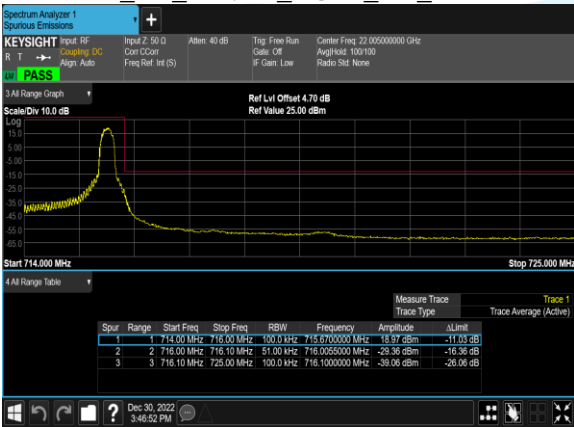 Spectrum Analyzer 1
Spurious Emissions
+
KEYSIGHT Input: RF Input Z: 50 Ω Atten: 40 dB Trig: Free Run Center Freq: 22.005000000 GHz
R T Coupling: DC Corr CCorr Gate: Off Avg|Hold: 100/100
Align: Auto Freq Ref: Int (S) IF Gain: Low Radio Std: None
PASS
3 All Range Graph
Ref Lvl Offset 4.70 dB
Scale/Div 10.0 dB Ref Value 25.00 dBm
Log
15.0
5.00
-5.00
-15.0
-25.0
-35.0
-45.0
-55.0
-65.0
Start 714.000 MHz Stop 725.000 MHz
4 All Range Table
Measure Trace Trace 1
Trace Type Trace Average (Active)
Spur Range Start Freq Stop Freq RBW Frequency Amplitude ΔLimit
1 1 714.00 MHz 716.00 MHz 100.0 kHz 715.6700000 MHz 18.97 dBm -11.03 dB
2 2 716.00 MHz 716.10 MHz 51.00 kHz 716.0055000 MHz -29.36 dBm -16.36 dB
3 3 716.10 MHz 725.00 MHz 100.0 kHz 716.1000000 MHz -39.06 dBm -26.06 dB
? Dec 30, 2022
3:46:52 PM